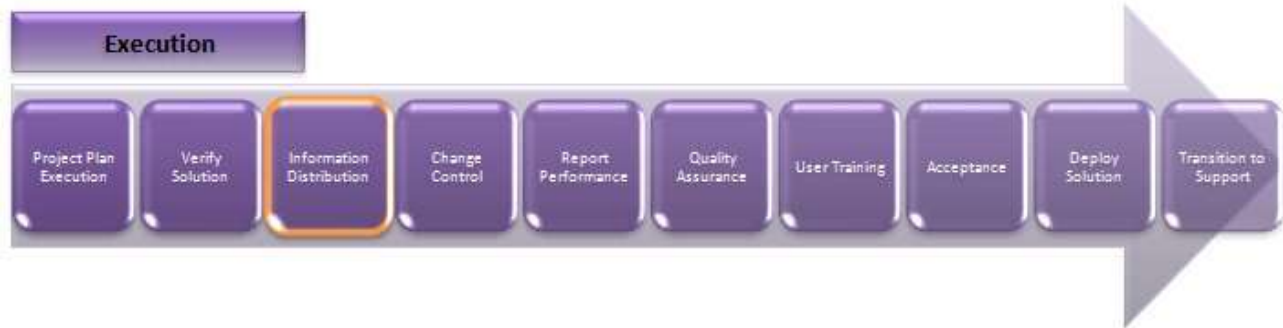 Execution
Project Plan
Execution
Verify
Solution
Information
Distribution
Change
Control
Report
Performance
Quality
Assurance
User Training
Acceptance
Deploy
Solution
Transition to
Support